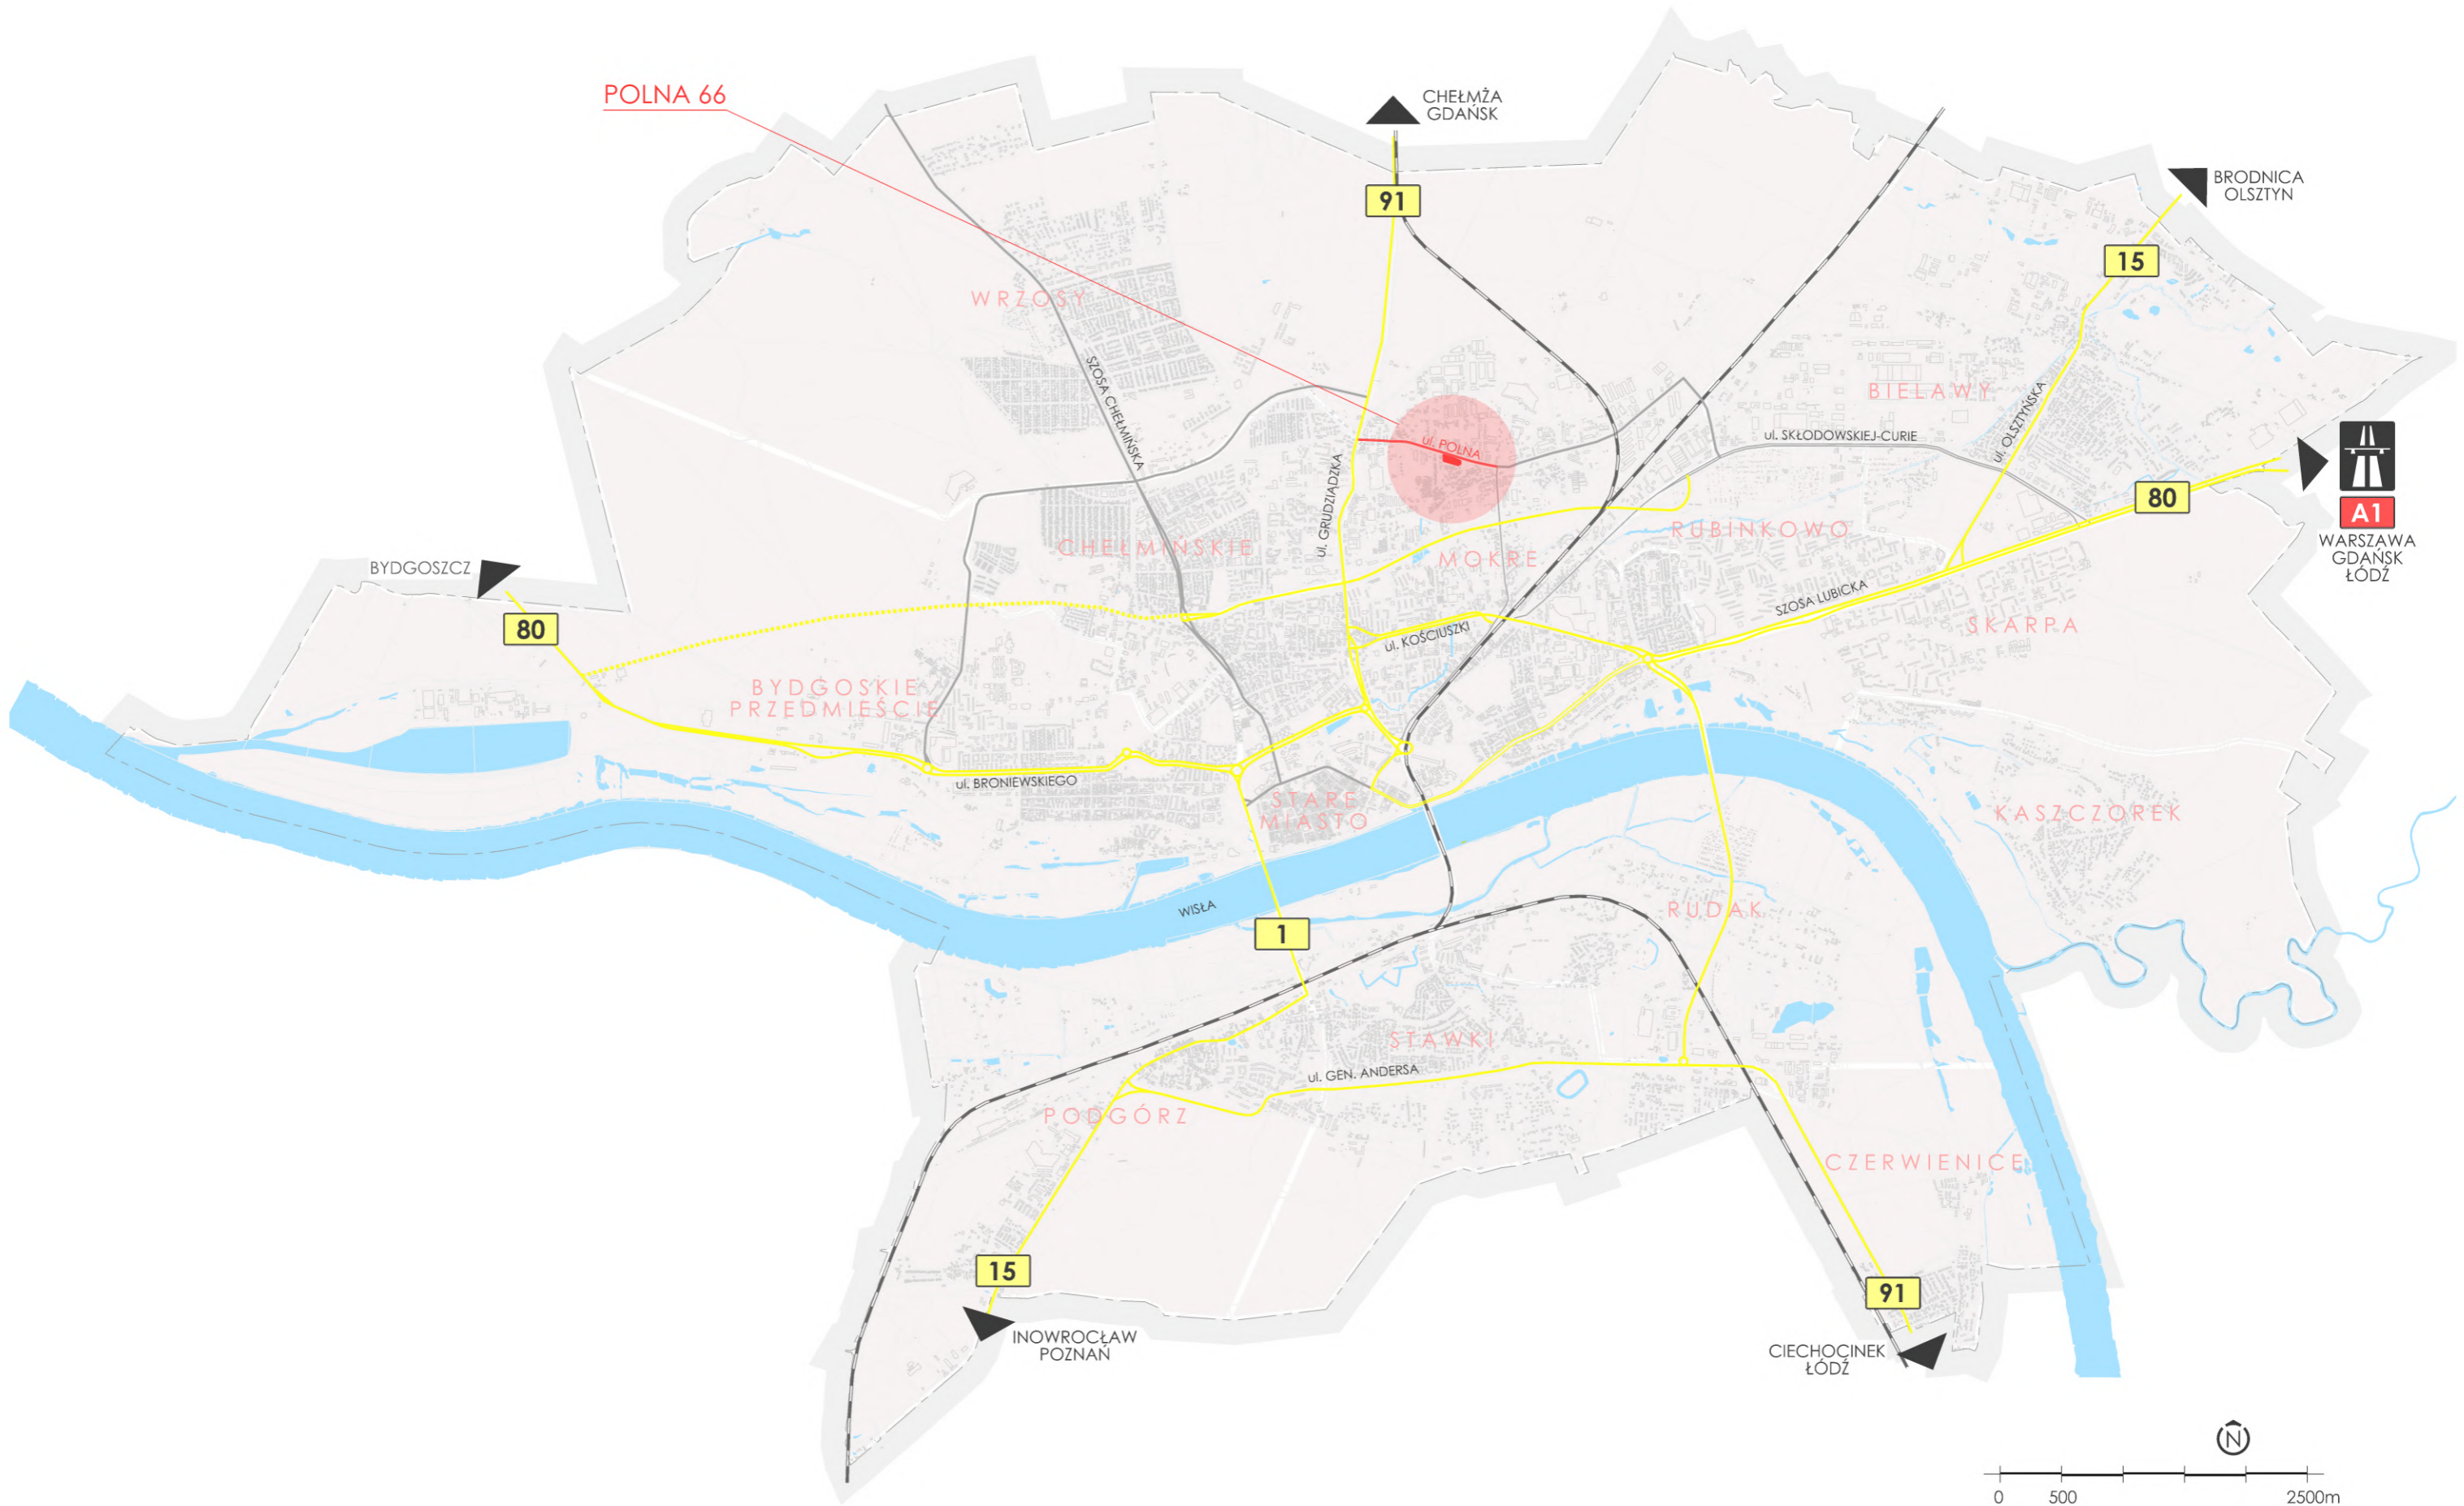 POLNA 66
CHEŁMŻA
GDAŃSK
91
BRODNICA
OLSZTYN
15
WRZOSY
SZOSA CHEŁMIŃSKA
BIELAWY
ul. OLSZTYŃSKA
ul. POLNA
ul. SKŁODOWSKIEJ-CURIE
ul. GRUDZIĄDZKA
80
A1
WARSZAWA
GDAŃSK
ŁÓDŹ
RUBINKOWO
CHEŁMIŃSKIE
MOKRE
BYDGOSZCZ
80
SZOSA LUBICKA
SKARPA
ul. KOŚCIUSZKI
BYDGOSKIE
PRZEDMIEŚCIE
ul. BRONIEWSKIEGO
STARE
MIASTO
KASZCZOREK
WISŁA
RUDAK
1
STAWKI
ul. GEN. ANDERSA
PODGÓRZ
CZERWIENICE
15
91
INOWROCŁAW
POZNAŃ
CIECHOCINEK
ŁÓDŹ
N
0 500 2500m